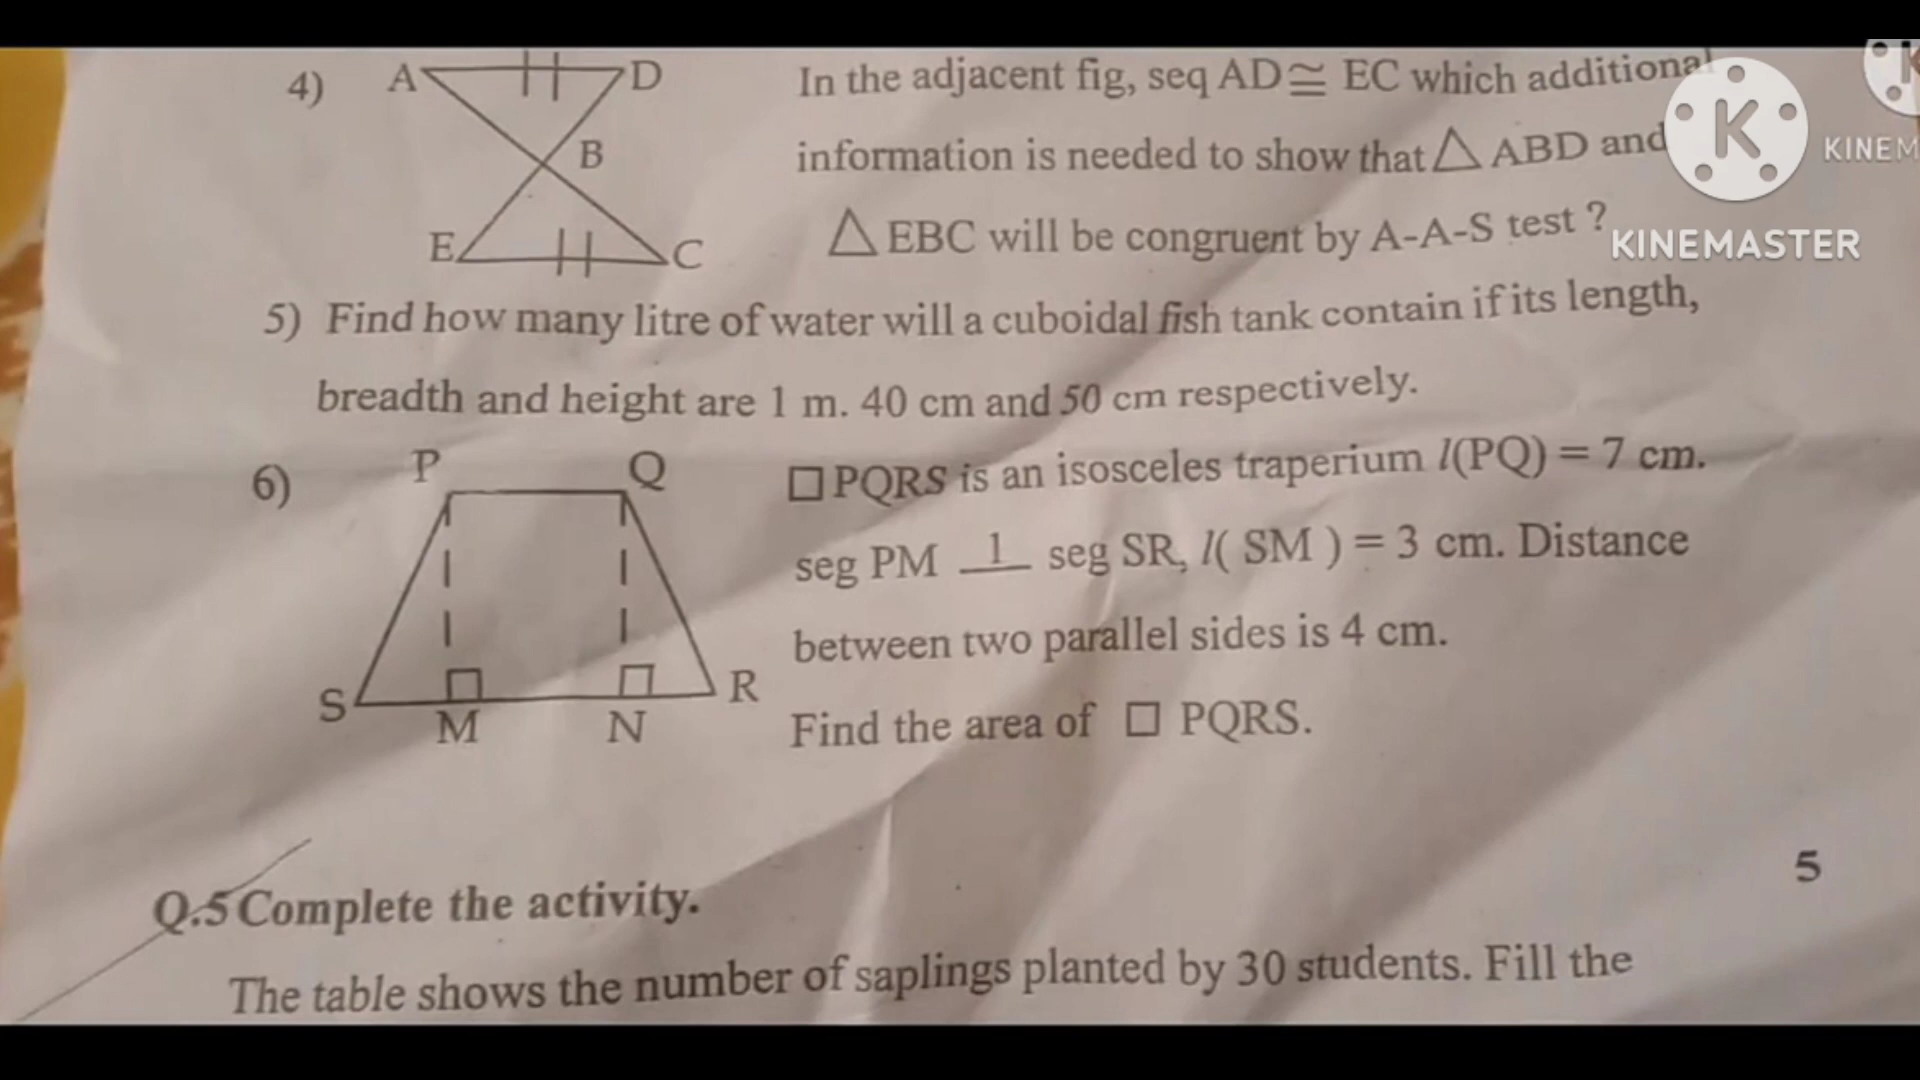 4) A D In the adjacent fig, seq AD ≅ EC which additional
B information is needed to show that △ ABD and
E C △ EBC will be congruent by A-A-S test ?
KINEMASTER
KINEM
5) Find how many litre of water will a cuboidal fish tank contain if its length,
breadth and height are 1 m. 40 cm and 50 cm respectively.
6) P Q □ PQRS is an isosceles traperium l(PQ) = 7 cm.
seg PM 1 seg SR, l( SM ) = 3 cm. Distance
between two parallel sides is 4 cm.
S M N R
Find the area of □ PQRS.
5
Q.5 Complete the activity.
The table shows the number of saplings planted by 30 students. Fill the